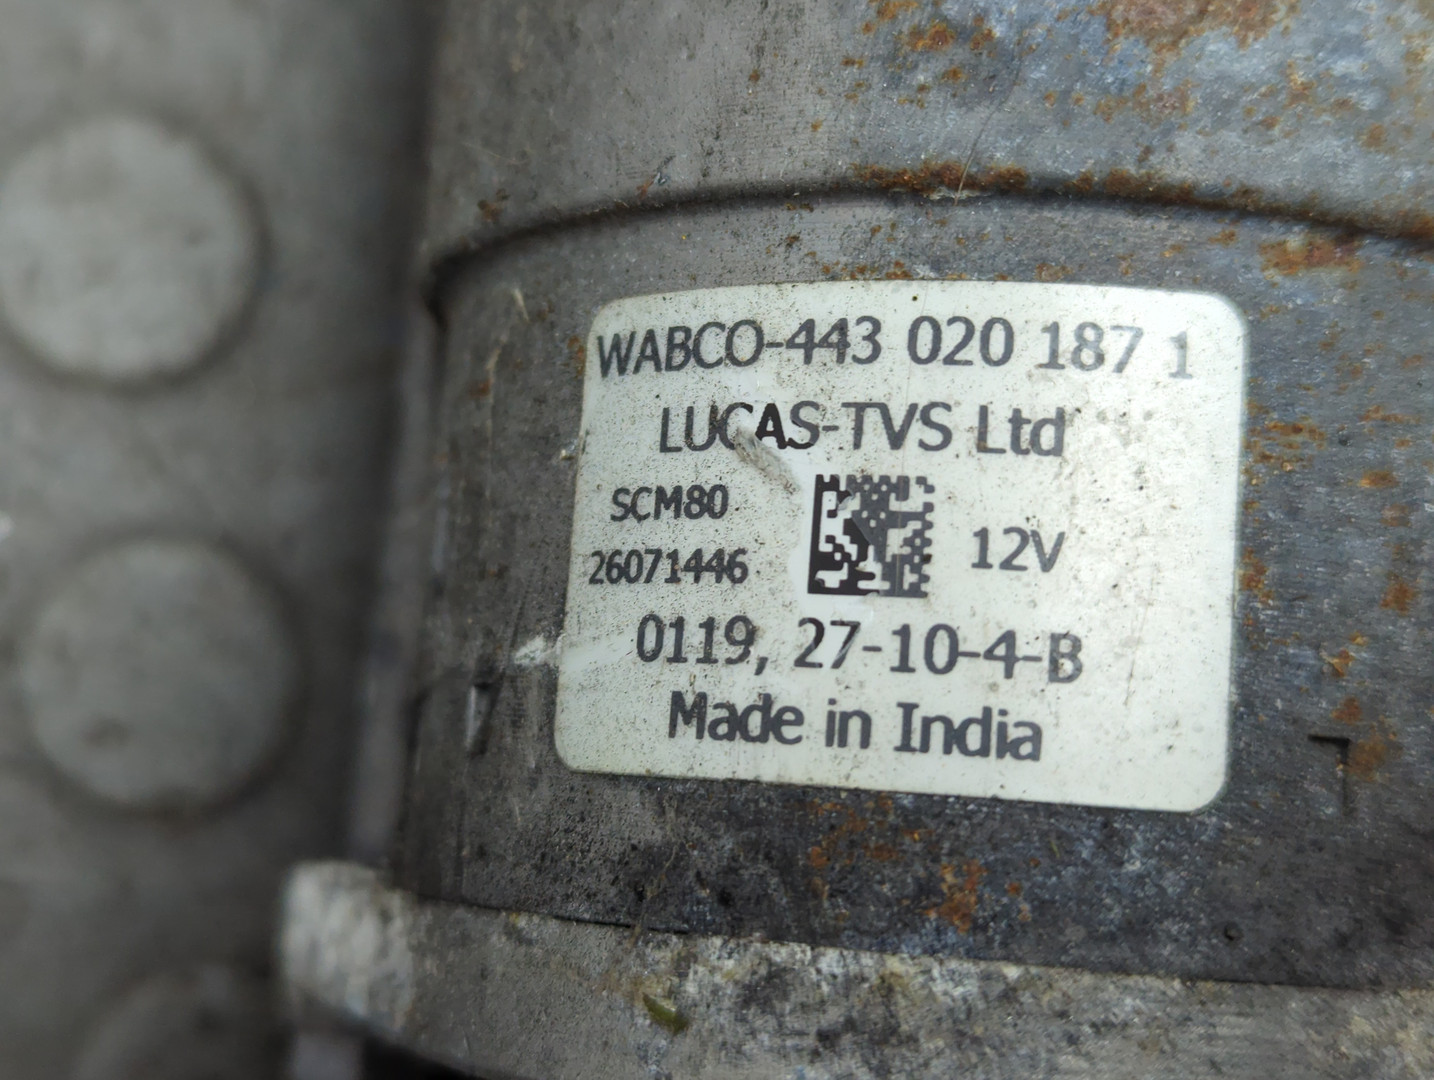 WABCO-443 020 187 1
LUCAS-TVS Ltd
SCM80
12V
26071446
0119, 27-10-4-B
Made in India